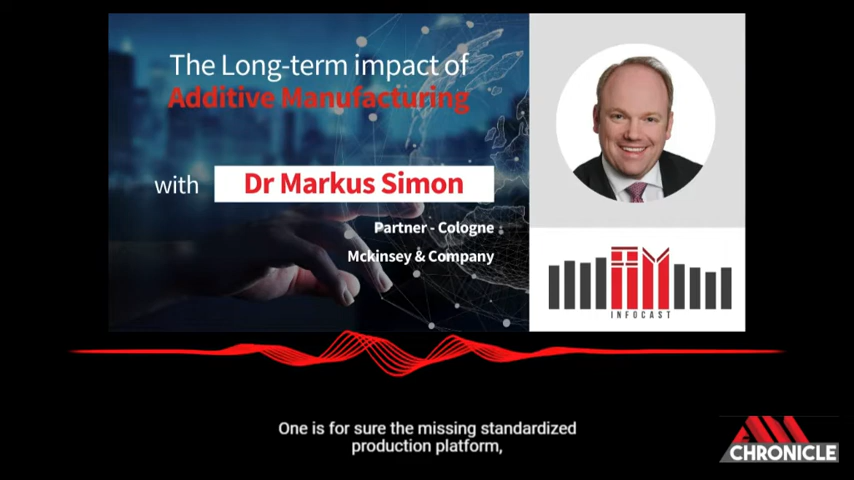 The Long-term impact of
Additive Manufacturing
with Dr Markus Simon
Partner - Cologne
Mckinsey & Company
INFOCAST
One is for sure the missing standardized
production platform,
AM
CHRONICLE